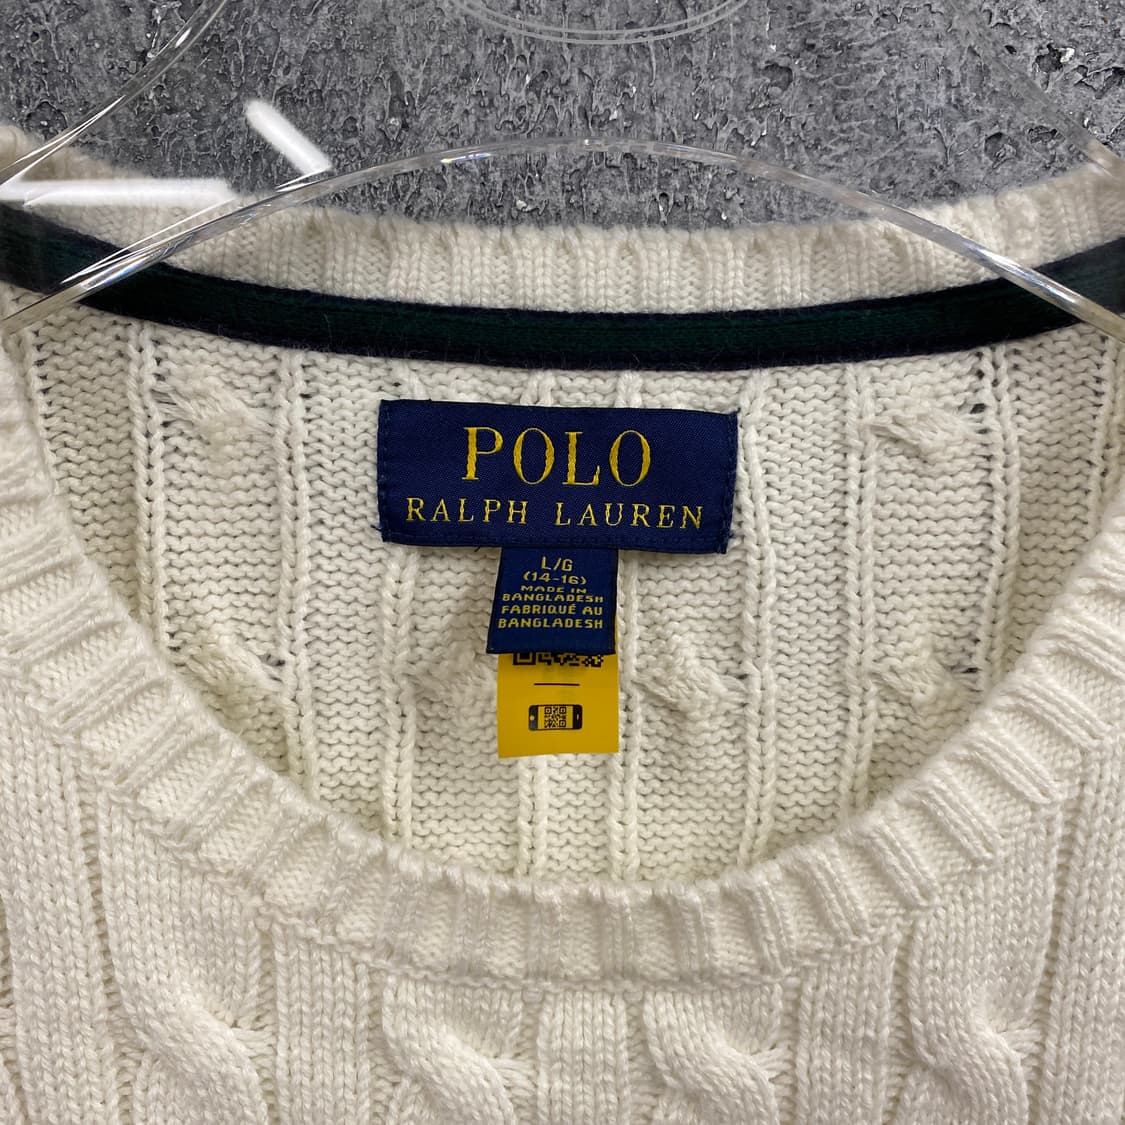 POLO
RALPH LAUREN
L/G
(14-16)
MADE IN
BANGLADESH
FABRIQUÉ AU
BANGLADESH